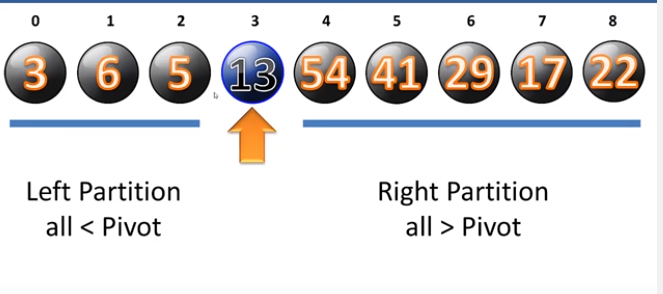 0 1 2 3 4 5 6 7 8
3 6 5 13 54 41 29 17 22
Left Partition
all < Pivot
Right Partition
all > Pivot